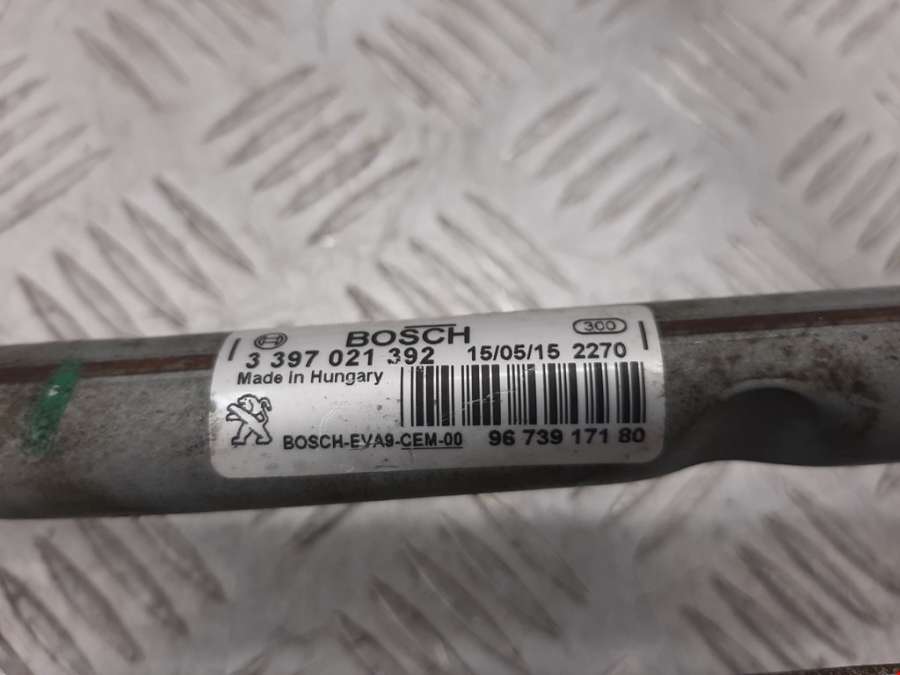 BOSCH
300
3 397 021 392 15/05/15 2270
Made in Hungary
BOSCH-EVA9-CEM-00 96 739 171 80